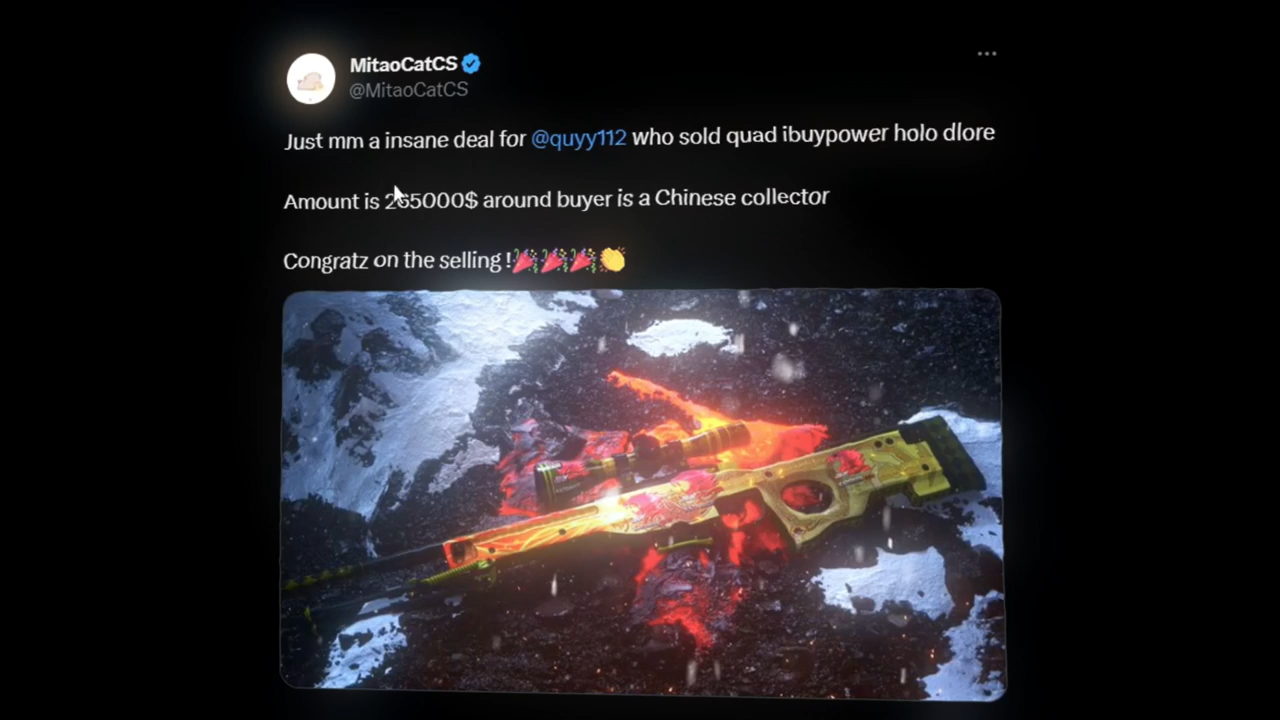 MitaoCatCS
@MitaoCatCS
Just mm a insane deal for @quyy112 who sold quad ibuypower holo dlore
Amount is 265000$ around buyer is a Chinese collector
Congratz on the selling !🎉🎉🎉👏